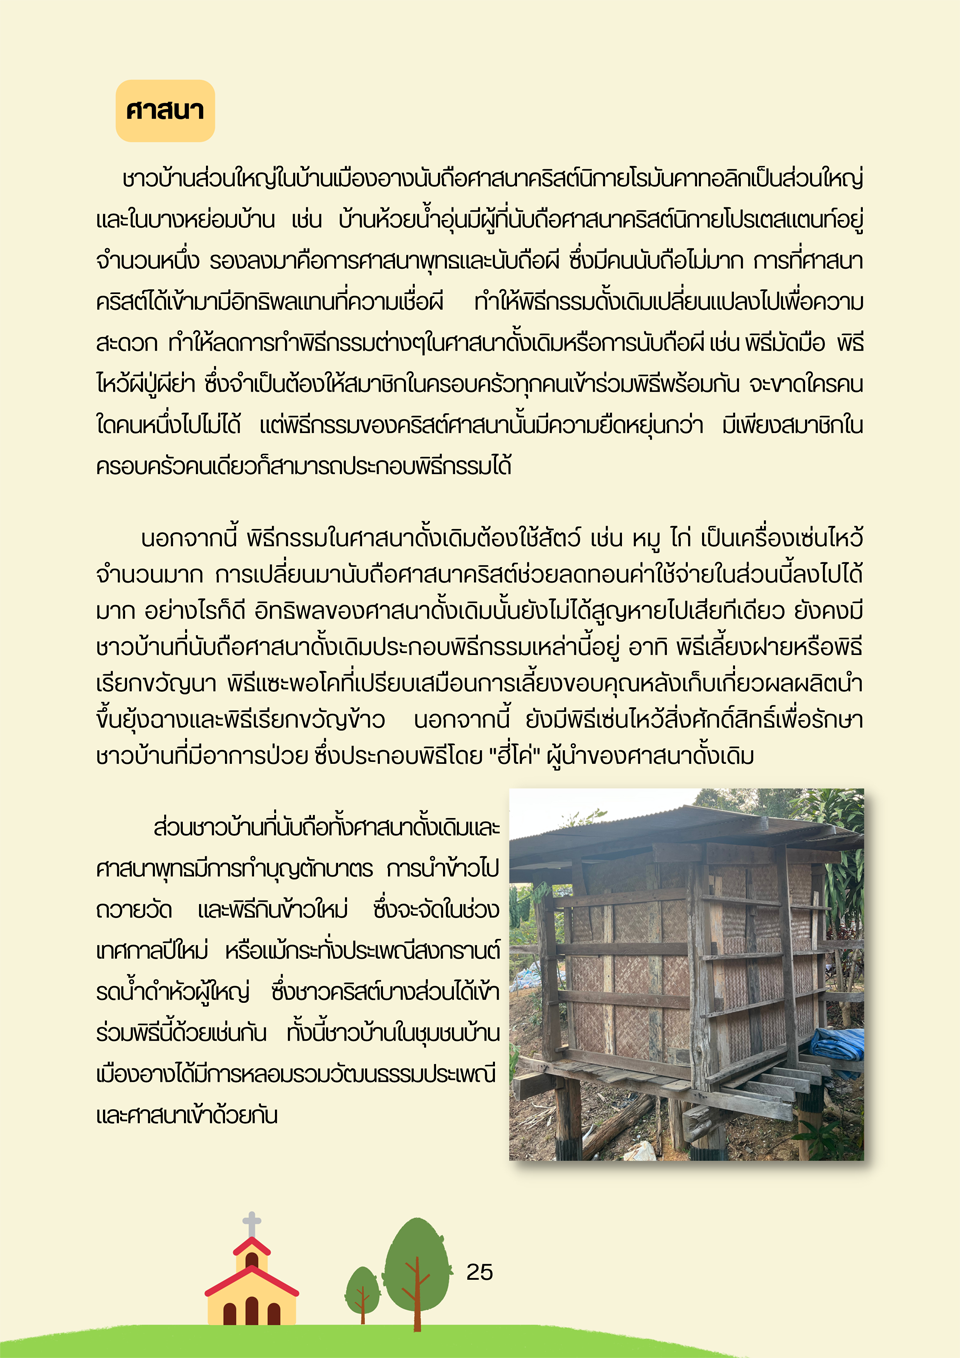 ศาสนา
ชาวบ้านส่วนใหญ่ในบ้านเมืองอางนับถือศาสนาคริสต์นิกายโรมันคาทอลิกเป็นส่วนใหญ่
และในบางหย่อมบ้าน เช่น บ้านห้วยน้ำอุ่นมีผู้ที่นับถือศาสนาคริสต์นิกายโปรเตสแตนท์อยู่
จำนวนหนึ่ง รองลงมาคือการศาสนาพุทธและนับถือผี ซึ่งมีคนนับถือไม่มาก การที่ศาสนา
คริสต์ได้เข้ามามีอิทธิพลแทนที่ความเชื่อผี ทำให้พิธีกรรมดั้งเดิมเปลี่ยนแปลงไปเพื่อความ
สะดวก ทำให้ลดการทำพิธีกรรมต่างๆในศาสนาดั้งเดิมหรือการนับถือผี เช่น พิธีมัดมือ พิธี
ไหว้ผีปู่ผีย่า ซึ่งจำเป็นต้องให้สมาชิกในครอบครัวทุกคนเข้าร่วมพิธีพร้อมกัน จะขาดใครคน
ใดคนหนึ่งไปไม่ได้ แต่พิธีกรรมของคริสต์ศาสนานั้นมีความยืดหยุ่นกว่า มีเพียงสมาชิกใน
ครอบครัวคนเดียวก็สามารถประกอบพิธีกรรมได้
นอกจากนี้ พิธีกรรมในศาสนาดั้งเดิมต้องใช้สัตว์ เช่น หมู ไก่ เป็นเครื่องเซ่นไหว้
จำนวนมาก การเปลี่ยนมานับถือศาสนาคริสต์ช่วยลดทอนค่าใช้จ่ายในส่วนนี้ลงไปได้
มาก อย่างไรก็ดี อิทธิพลของศาสนาดั้งเดิมนั้นยังไม่ได้สูญหายไปเสียทีเดียว ยังคงมี
ชาวบ้านที่นับถือศาสนาดั้งเดิมประกอบพิธีกรรมเหล่านี้อยู่ อาทิ พิธีเลี้ยงฝายหรือพิธี
เรียกขวัญนา พิธีแซะพอโคที่เปรียบเสมือนการเลี้ยงขอบคุณหลังเก็บเกี่ยวผลผลิตนำ
ขึ้นยุ้งฉางและพิธีเรียกขวัญข้าว นอกจากนี้ ยังมีพิธีเซ่นไหว้สิ่งศักดิ์สิทธิ์เพื่อรักษา
ชาวบ้านที่มีอาการป่วย ซึ่งประกอบพิธีโดย "ฮี่โค่" ผู้นำของศาสนาดั้งเดิม
ส่วนชาวบ้านที่นับถือทั้งศาสนาดั้งเดิมและ
ศาสนาพุทธมีการทำบุญตักบาตร การนำข้าวไป
ถวายวัด และพิธีกินข้าวใหม่ ซึ่งจะจัดในช่วง
เทศกาลปีใหม่ หรือแม้กระทั่งประเพณีสงกรานต์
รดน้ำดำหัวผู้ใหญ่ ซึ่งชาวคริสต์บางส่วนได้เข้า
ร่วมพิธีนี้ด้วยเช่นกัน ทั้งนี้ชาวบ้านในชุมชนบ้าน
เมืองอางได้มีการหลอมรวมวัฒนธรรมประเพณี
และศาสนาเข้าด้วยกัน
25